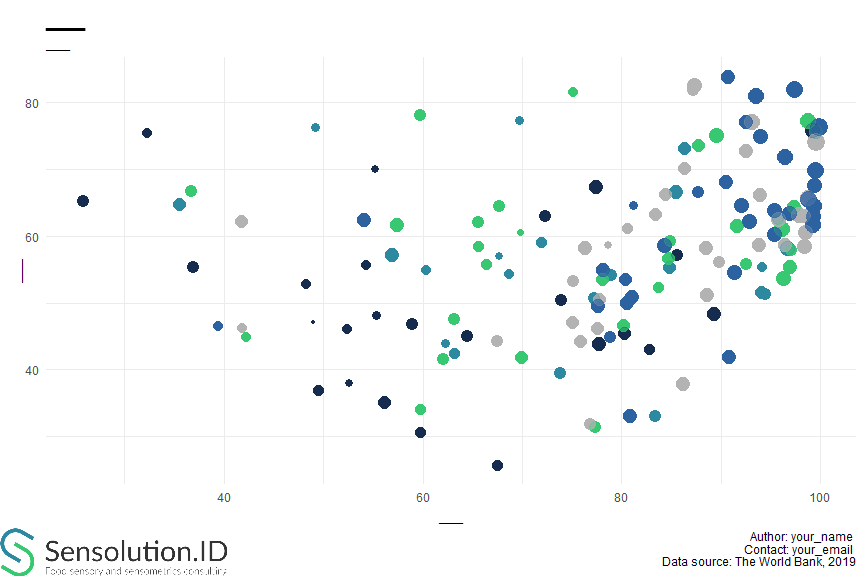 80
60
40
40 60 80 100
Sensolution.ID
Food sensory and sensometrics consulting
Author: your_name
Contact: your_email
Data source: The World Bank, 2019